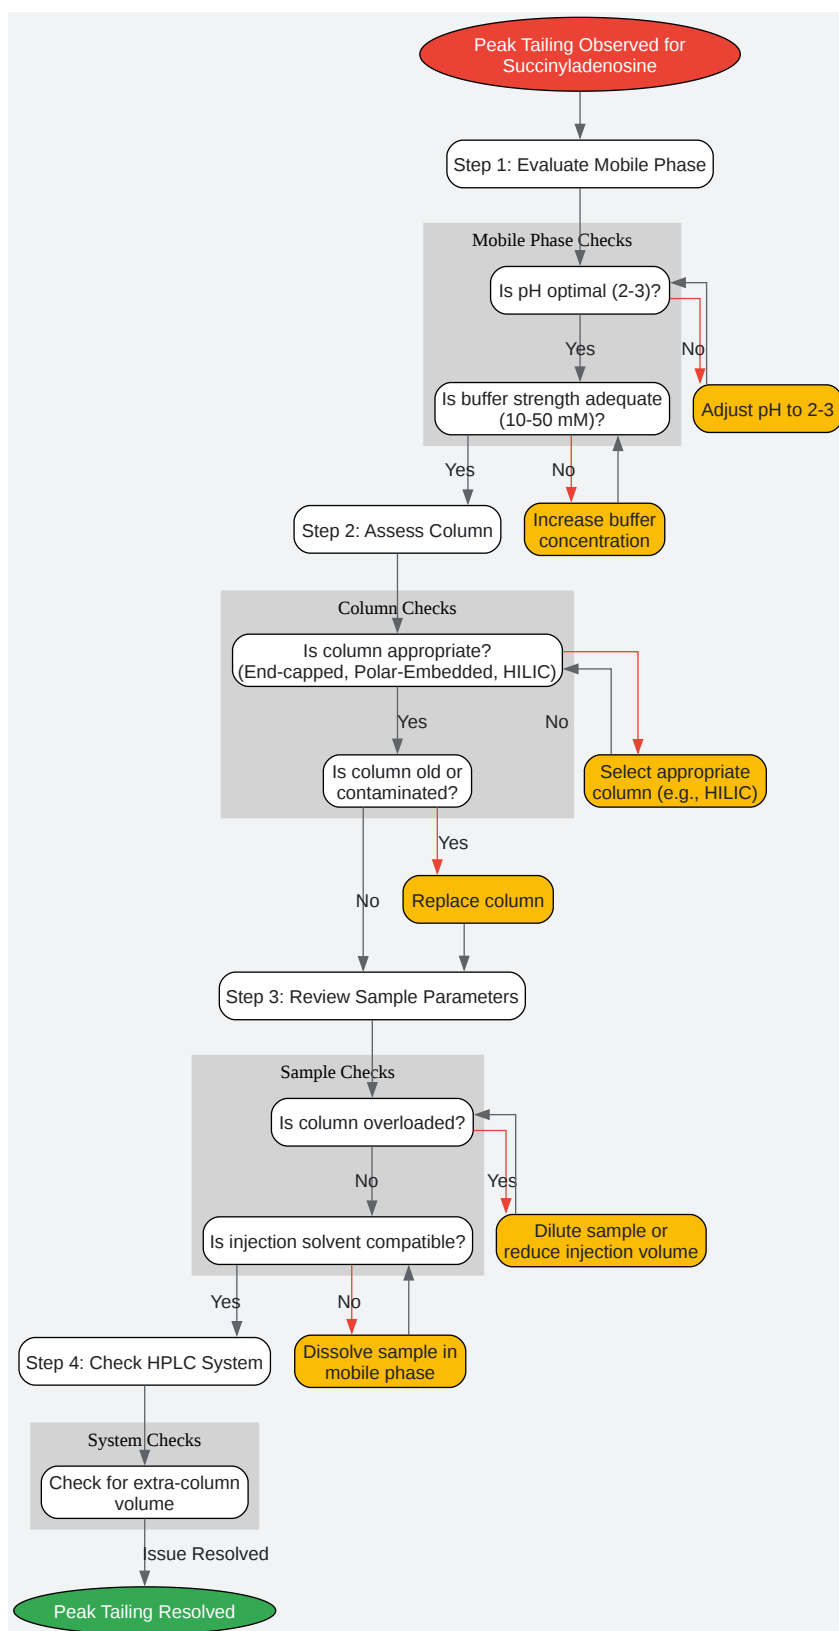 Peak Tailing Observed for
Succinyladenosine
Step 1: Evaluate Mobile Phase
Mobile Phase Checks
Is pH optimal (2-3)?
Yes
No
Is buffer strength adequate
(10-50 mM)?
Adjust pH to 2-3
Yes
No
Step 2: Assess Column
Increase buffer
concentration
Column Checks
Is column appropriate?
(End-capped, Polar-Embedded, HILIC)
Yes
No
Is column old or
contaminated?
Select appropriate
column (e.g., HILIC)
Yes
No
Replace column
Step 3: Review Sample Parameters
Sample Checks
Is column overloaded?
No
Yes
Is injection solvent compatible?
Dilute sample or
reduce injection volume
Yes
No
Step 4: Check HPLC System
Dissolve sample in
mobile phase
System Checks
Check for extra-column
volume
Issue Resolved
Peak Tailing Resolved